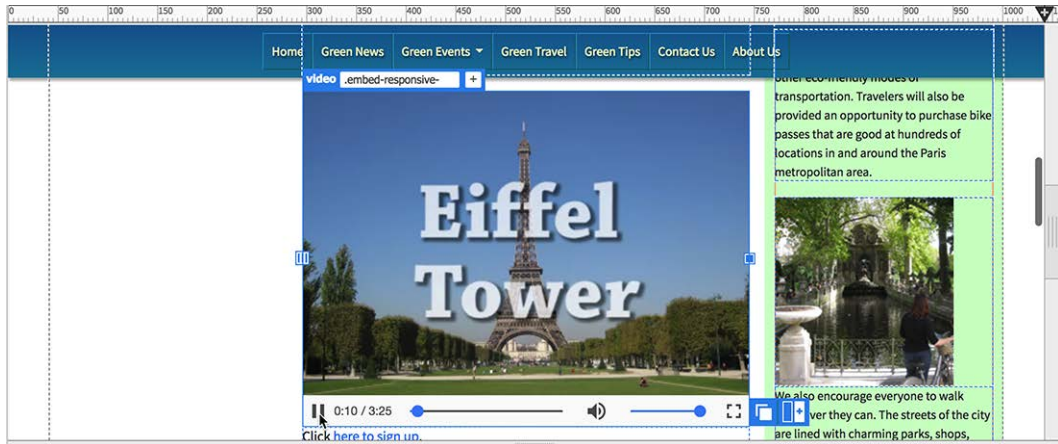 0 50 100 150 200 250 300 350 400 450 500 550 600 650 700 750 800 850 900 950 1000
Home Green News Green Events Green Travel Green Tips Contact Us About Us
video .embed-responsive- +
Eiffel
Tower
0:10 / 3:25
Click here to sign up.
other eco-friendly modes of
transportation. Travelers will also be
provided an opportunity to purchase bike
passes that are good at hundreds of
locations in and around the Paris
metropolitan area.
We also encourage everyone to walk
ver they can. The streets of the city
are lined with charming parks, shops,